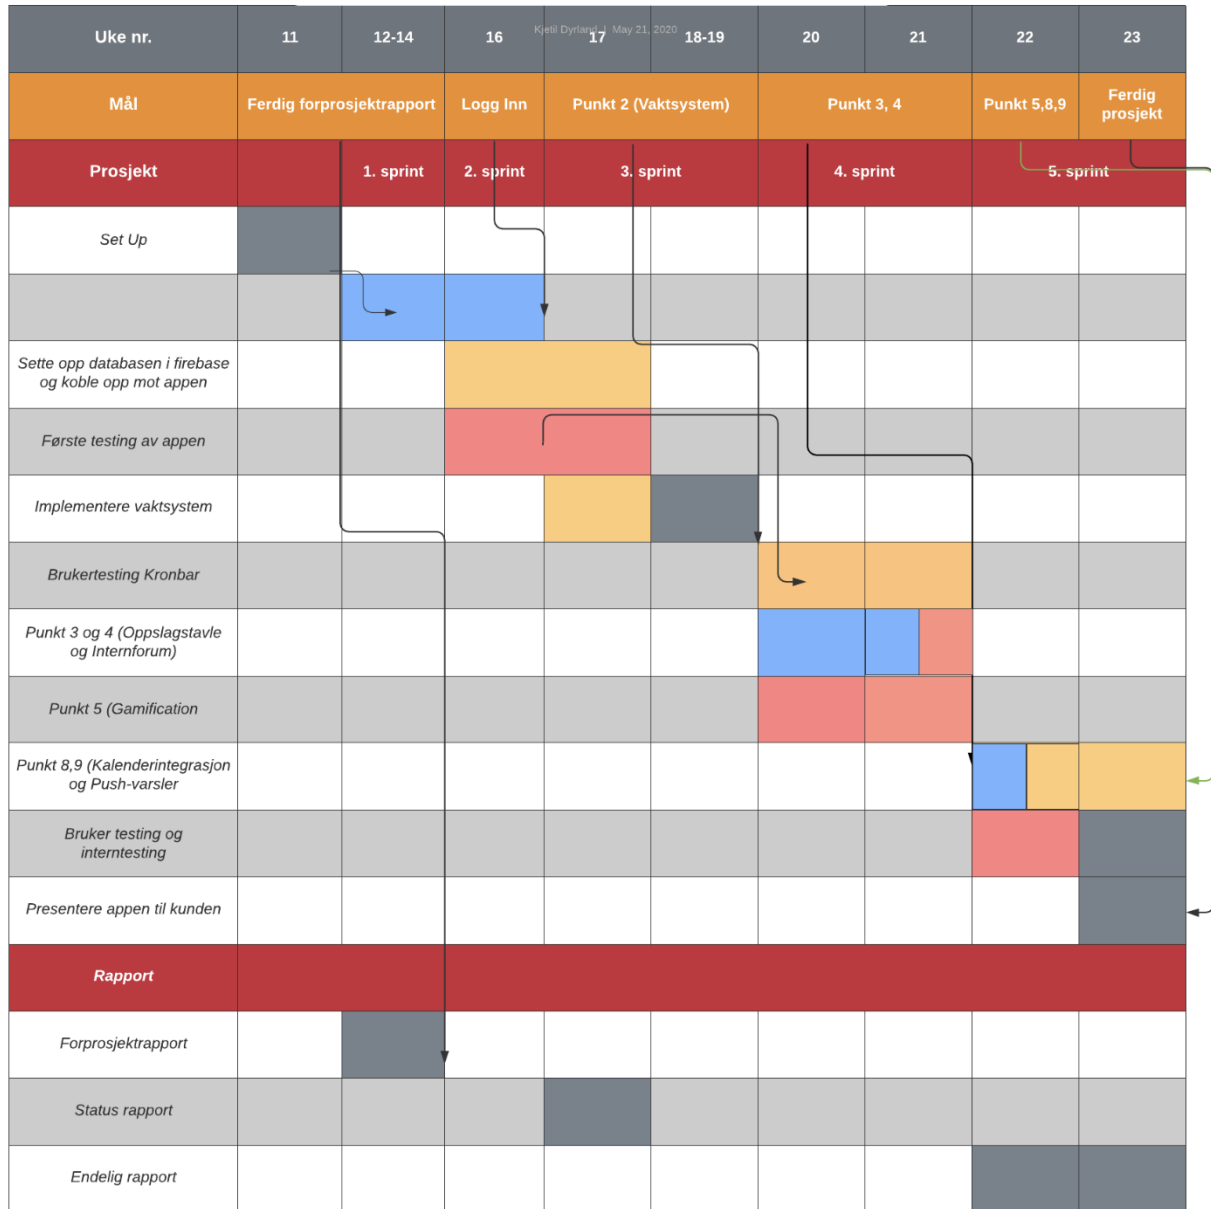 Kjetil Dyrland | May 21, 2020
Uke nr. 11 12-14 16 17 18-19 20 21 22 23
Mål Ferdig forprosjektrapport Logg Inn Punkt 2 (Vaktsystem) Punkt 3, 4 Punkt 5,8,9 Ferdig
prosjekt
Prosjekt 1. sprint 2. sprint 3. sprint 4. sprint 5. sprint
Set Up
Sette opp databasen i firebase
og koble opp mot appen
Første testing av appen
Implementere vaktsystem
Brukertesting Kronbar
Punkt 3 og 4 (Oppslagstavle
og Internforum)
Punkt 5 (Gamification
Punkt 8,9 (Kalenderintegrasjon
og Push-varsler
Bruker testing og
interntesting
Presentere appen til kunden
Rapport
Forprosjektrapport
Status rapport
Endelig rapport